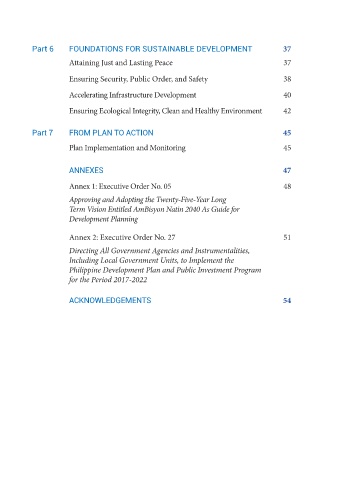 Part 6 FOUNDATIONS FOR SUSTAINABLE DEVELOPMENT 37
Attaining Just and Lasting Peace 37
Ensuring Security, Public Order, and Safety 38
Accelerating Infrastructure Development 40
Ensuring Ecological Integrity, Clean and Healthy Environment 42
Part 7 FROM PLAN TO ACTION 45
Plan Implementation and Monitoring 45
ANNEXES 47
Annex 1: Executive Order No. 05 48
Approving and Adopting the Twenty-Five-Year Long
Term Vision Entitled AmBisyon Natin 2040 As Guide for
Development Planning
Annex 2: Executive Order No. 27 51
Directing All Government Agencies and Instrumentalities,
Including Local Government Units, to Implement the
Philippine Development Plan and Public Investment Program
for the Period 2017-2022
ACKNOWLEDGEMENTS 54